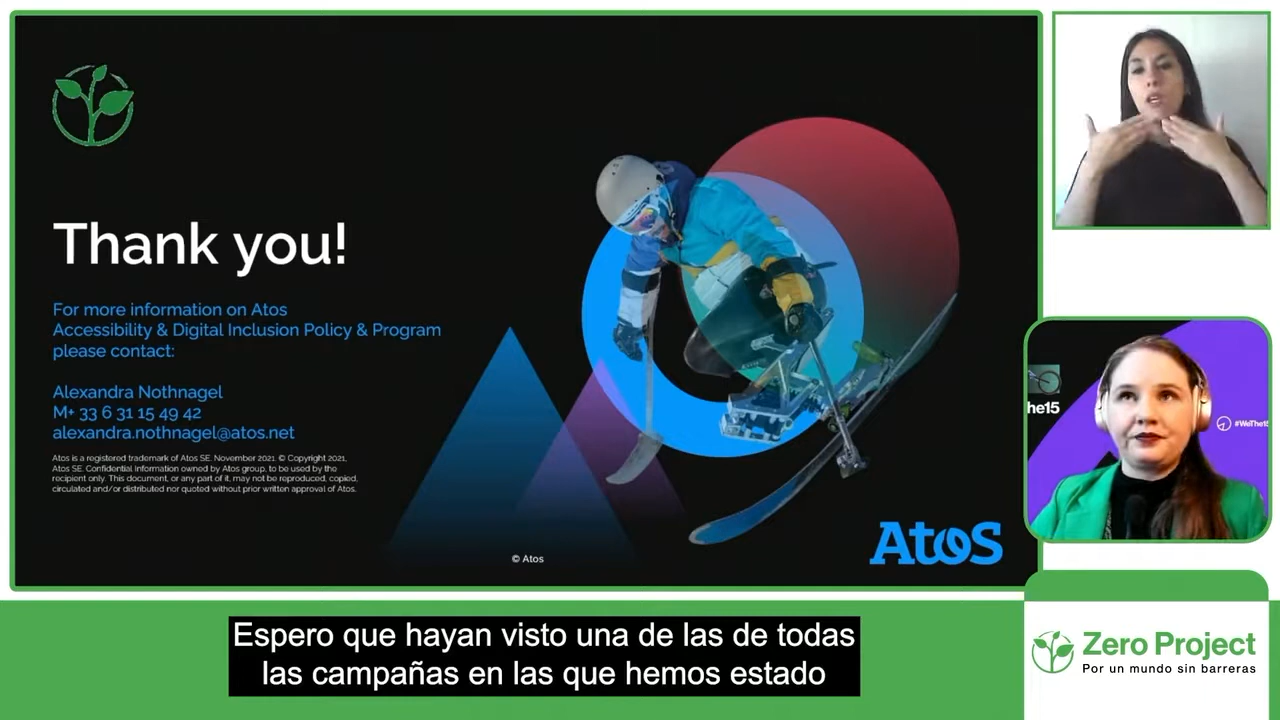 Thank you!
For more information on Atos
Accessibility & Digital Inclusion Policy & Program
please contact:
Alexandra Nothnagel
M+ 33 6 31 15 49 42
alexandra.nothnagel@atos.net
Atos is a registered trademark of Atos SE. November 2021. © Copyright 2021,
Atos SE. Confidential Information owned by Atos group, to be used by the
recipient only. This document, or any part of it, may not be reproduced, copied,
circulated and/or distributed nor quoted without prior written approval of Atos.
© Atos
Atos
he15
#WeThe15
Zero Project
Por un mundo sin barreras
Espero que hayan visto una de las de todas
las campañas en las que hemos estado